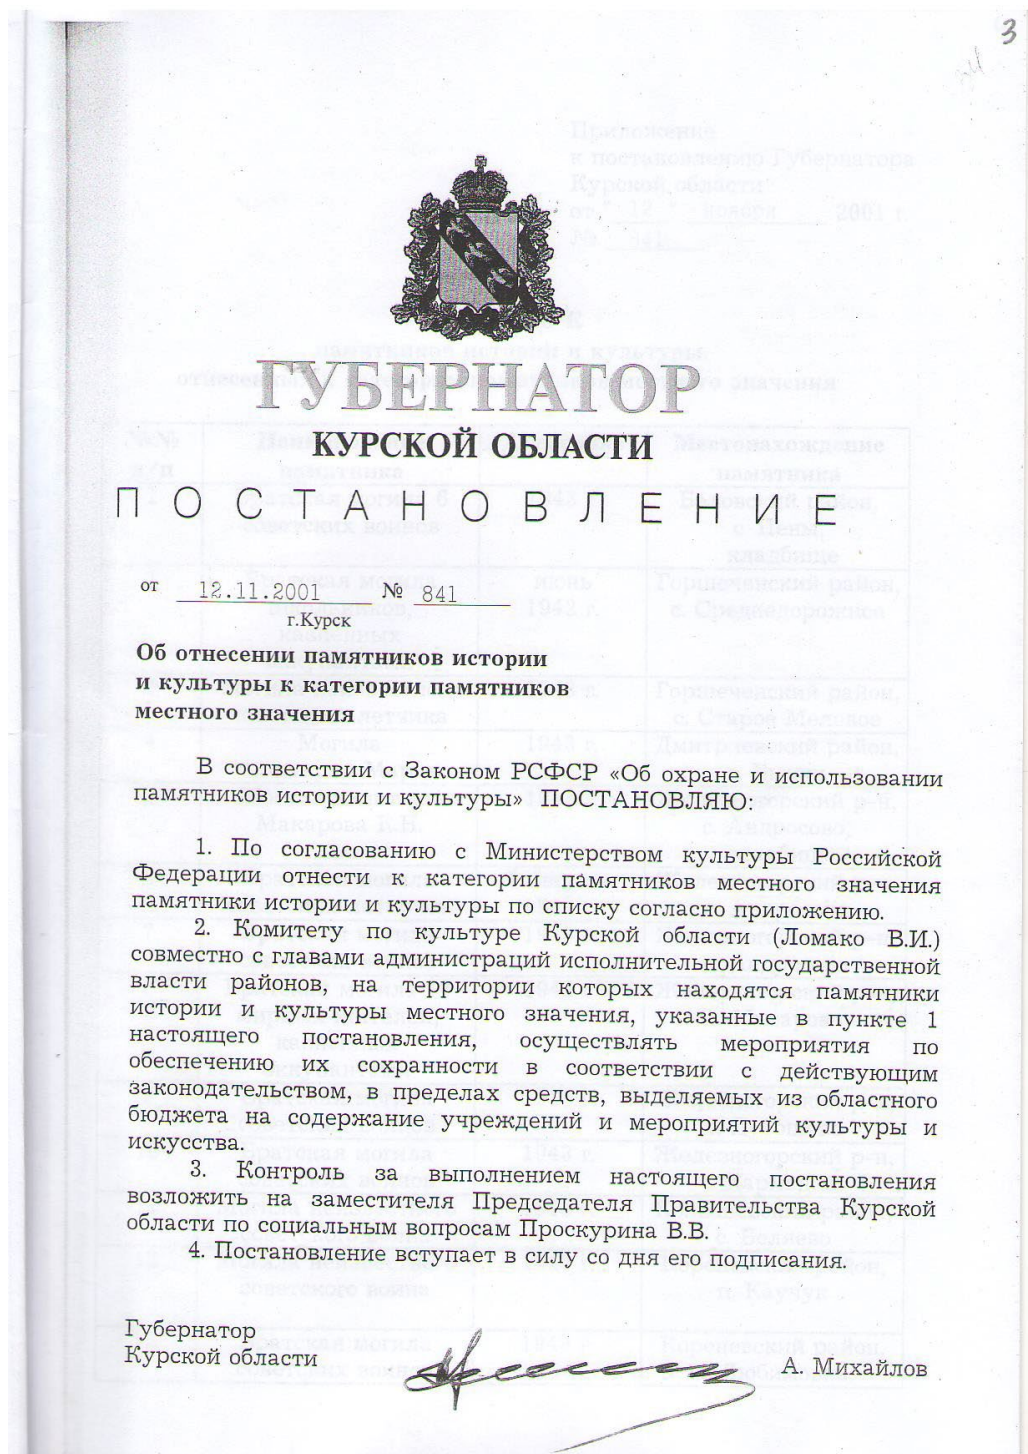 3
ГУБЕРНАТОР
КУРСКОЙ ОБЛАСТИ
ПОСТАНОВЛЕНИЕ
от 12.11.2001 № 841
г.Курск
Об отнесении памятников истории
и культуры к категории памятников
местного значения
В соответствии с Законом РСФСР «Об охране и использовании
памятников истории и культуры» ПОСТАНОВЛЯЮ:
1. По согласованию с Министерством культуры Российской
Федерации отнести к категории памятников местного значения
памятники истории и культуры по списку согласно приложению.
2. Комитету по культуре Курской области (Ломако В.И.)
совместно с главами администраций исполнительной государственной
власти районов, на территории которых находятся памятники
истории и культуры местного значения, указанные в пункте 1
настоящего постановления, осуществлять мероприятия по
обеспечению их сохранности в соответствии с действующим
законодательством, в пределах средств, выделяемых из областного
бюджета на содержание учреждений и мероприятий культуры и
искусства.
3. Контроль за выполнением настоящего постановления
возложить на заместителя Председателя Правительства Курской
области по социальным вопросам Проскурина В.В.
4. Постановление вступает в силу со дня его подписания.
Губернатор
Курской области
А. Михайлов